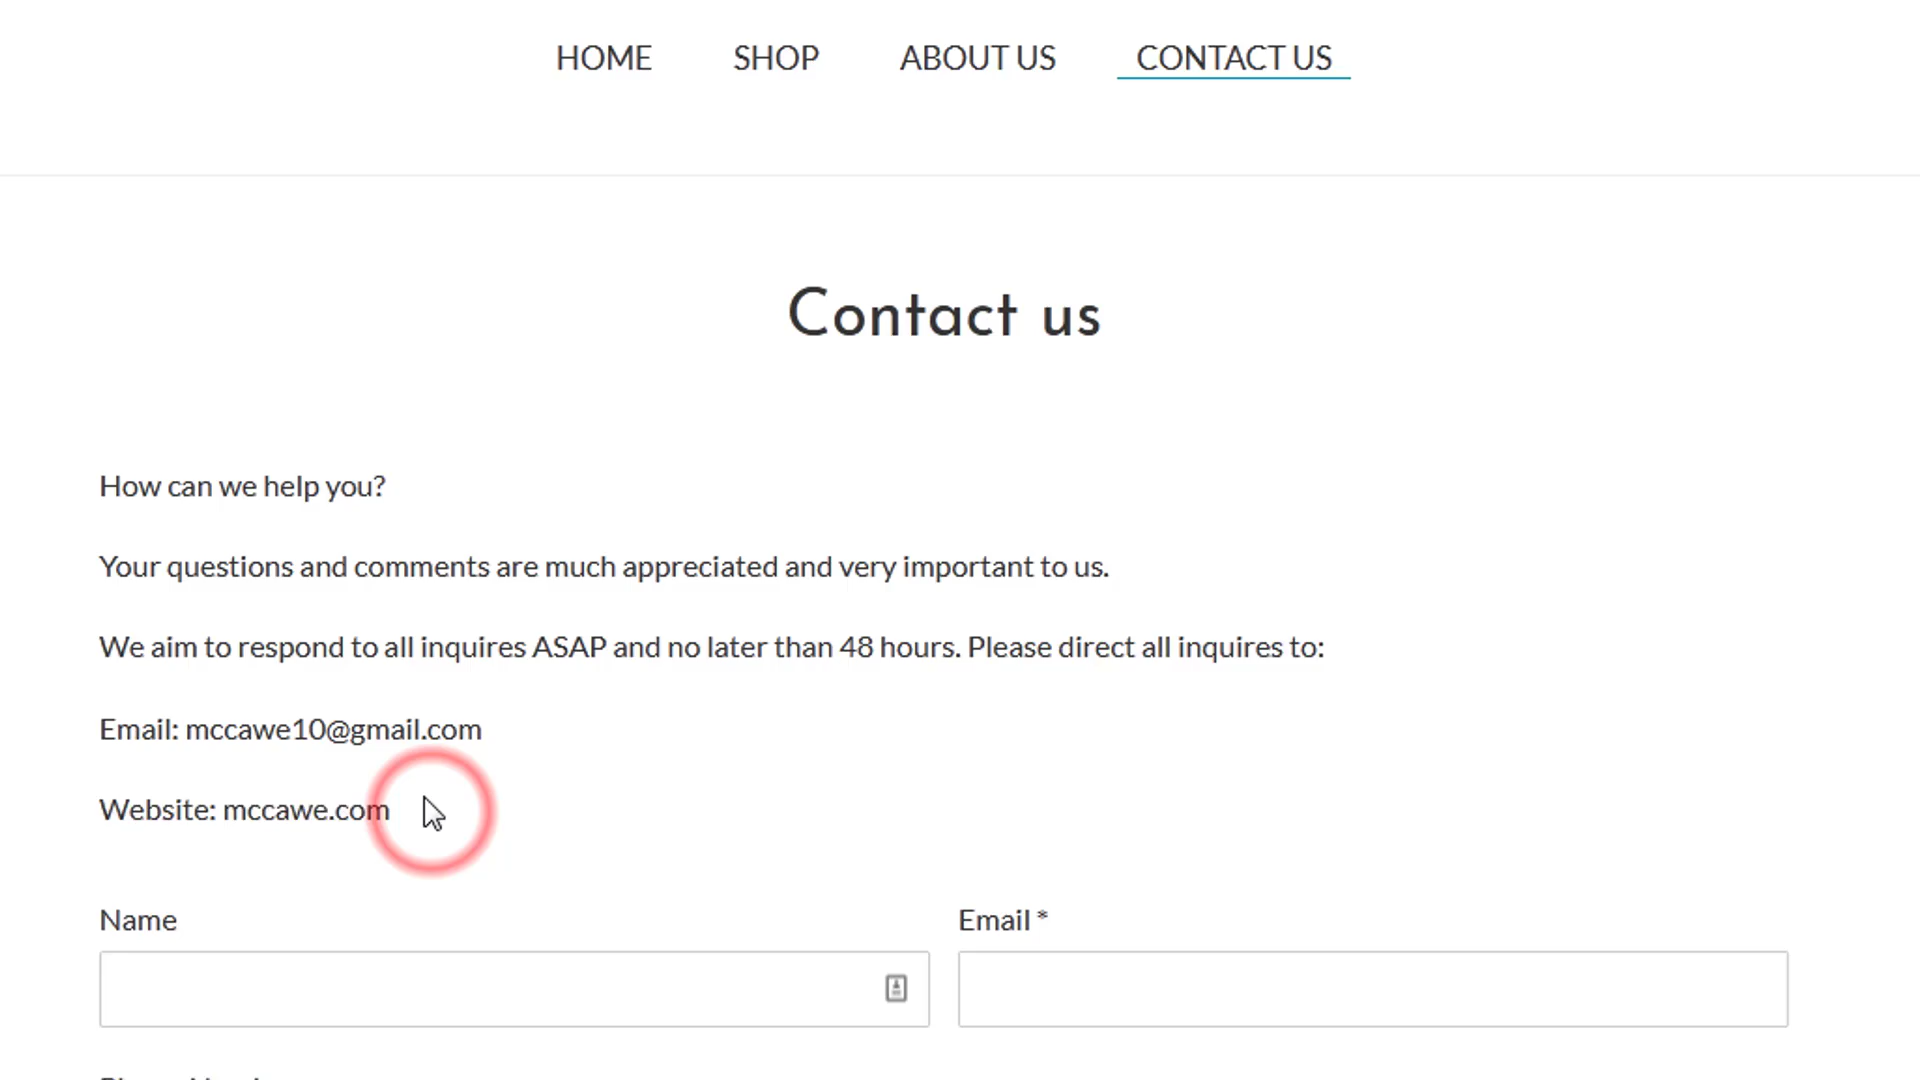 HOME SHOP ABOUT US CONTACT US
Contact us
How can we help you?
Your questions and comments are much appreciated and very important to us.
We aim to respond to all inquires ASAP and no later than 48 hours. Please direct all inquires to:
Email: mccawe10@gmail.com
Website: mccawe.com
Name Email *